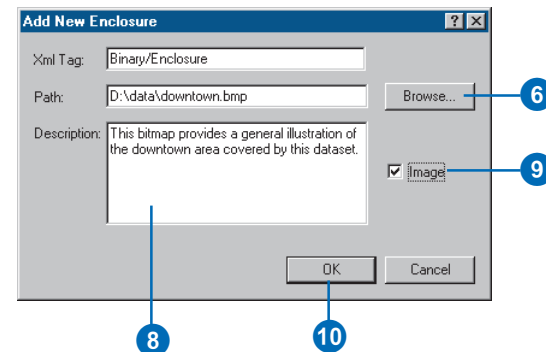 Add New Enclosure
Xml Tag: Binary/Enclosure
Path: D:\data\downtown.bmp Browse... 6
Description: This bitmap provides a general illustration of
the downtown area covered by this dataset.
Image 9
OK Cancel
8 10